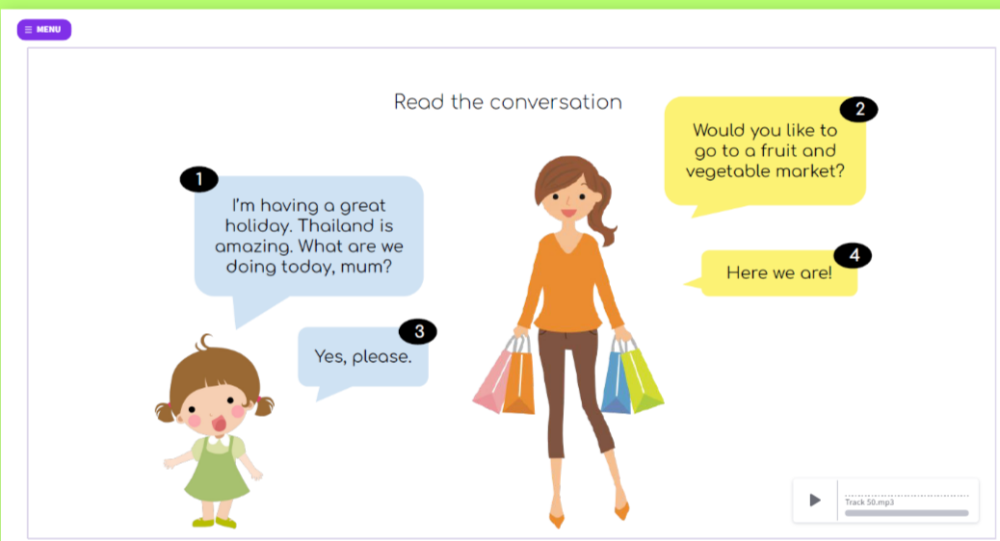 ☰ MENU
Read the conversation
1
I'm having a great
holiday. Thailand is
amazing. What are we
doing today, mum?
2
Would you like to
go to a fruit and
vegetable market?
3
Yes, please.
4
Here we are!
Track 50.mp3